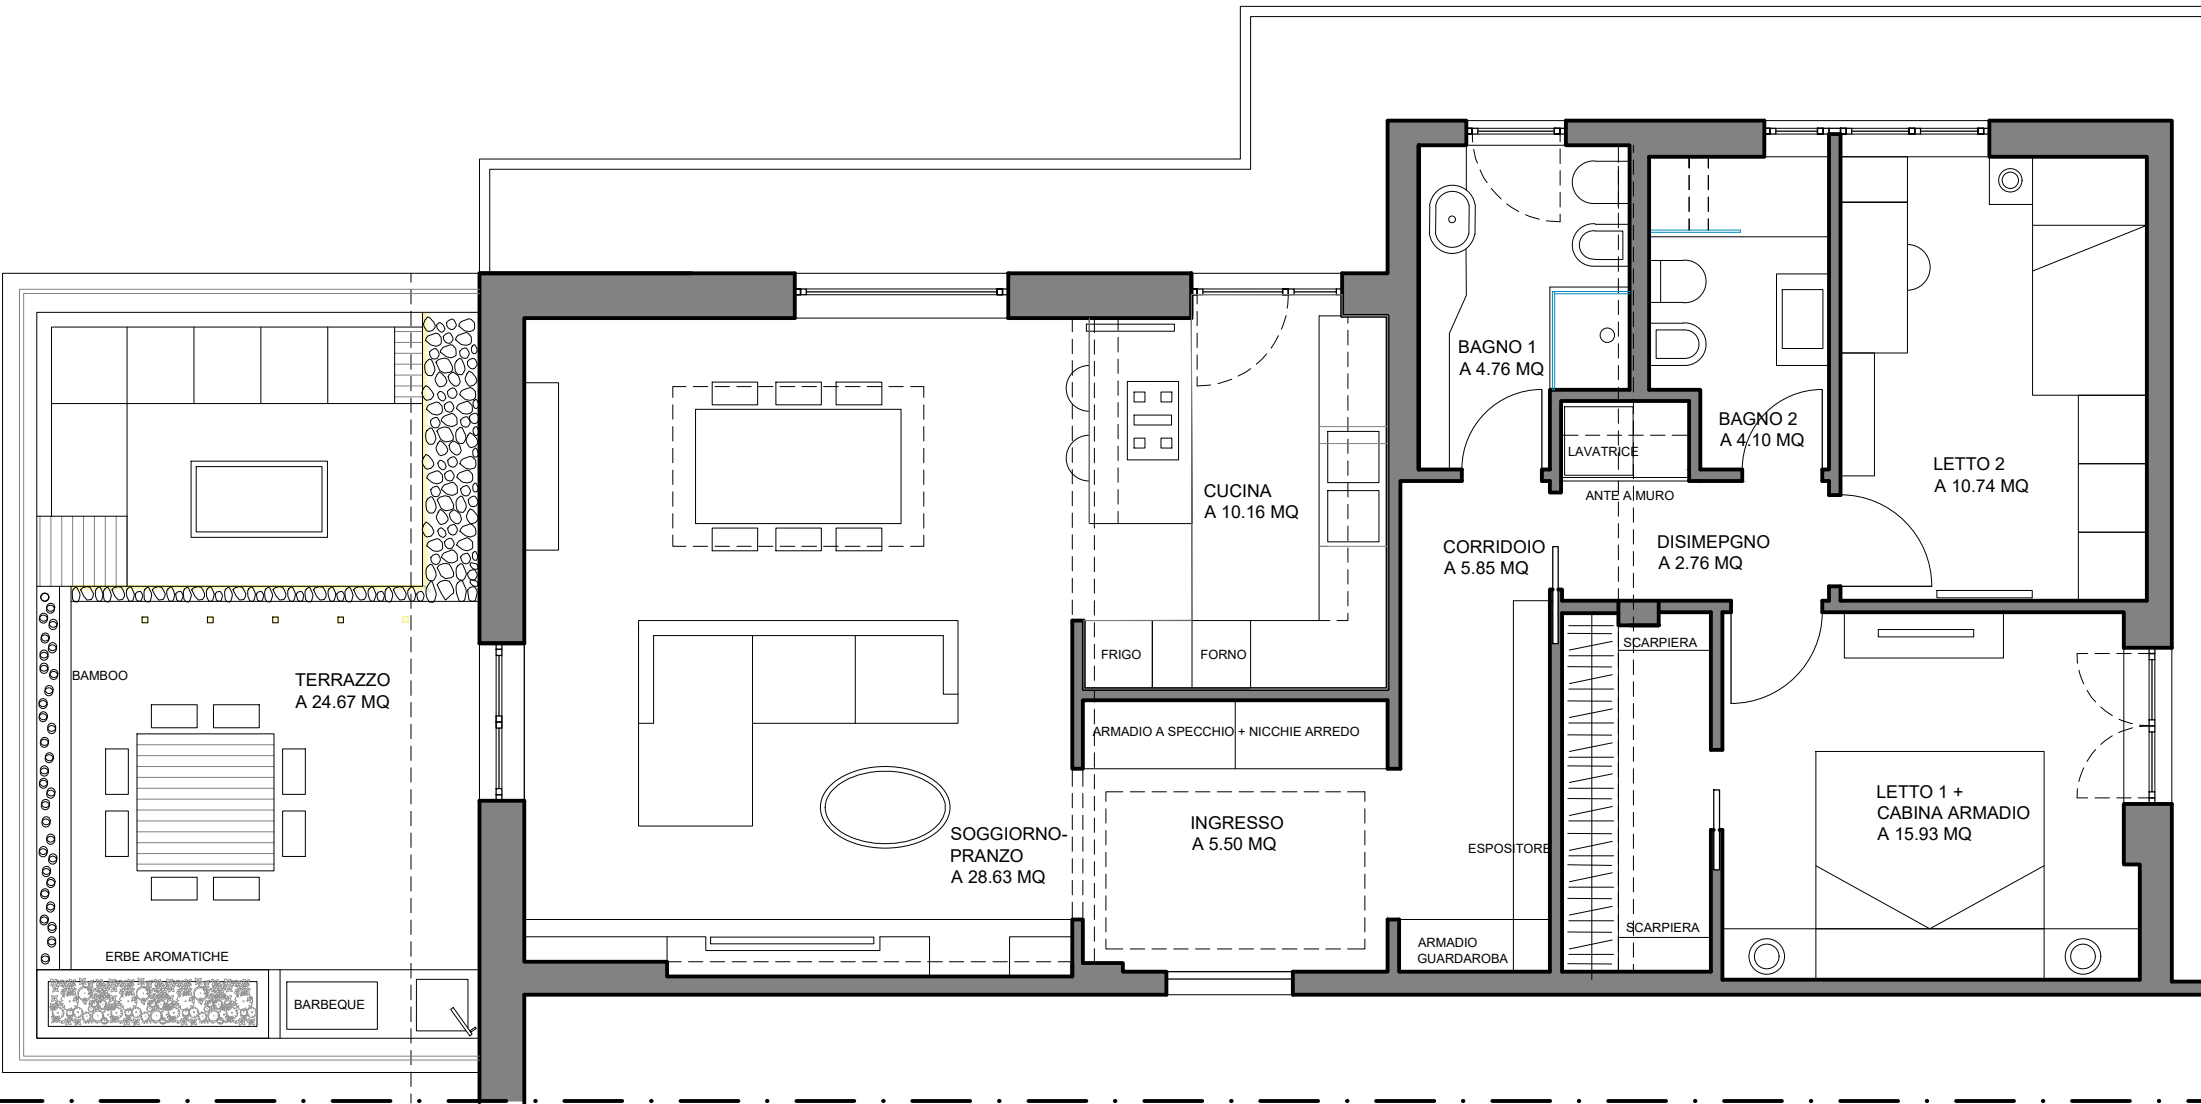 BAGNO 1
A 4.76 MQ
BAGNO 2
A 4.10 MQ
LAVATRICE
ANTE A MURO
LETTO 2
A 10.74 MQ
CUCINA
A 10.16 MQ
CORRIDOIO
A 5.85 MQ
DISIMEPGNO
A 2.76 MQ
FRIGO
FORNO
SCARPIERA
BAMBOO
TERRAZZO
A 24.67 MQ
ARMADIO A SPECCHIO + NICCHIE ARREDO
SOGGIORNO-
PRANZO
A 28.63 MQ
INGRESSO
A 5.50 MQ
ESPOSITORE
LETTO 1 +
CABINA ARMADIO
A 15.93 MQ
SCARPIERA
ARMADIO
GUARDAROBA
ERBE AROMATICHE
BARBEQUE